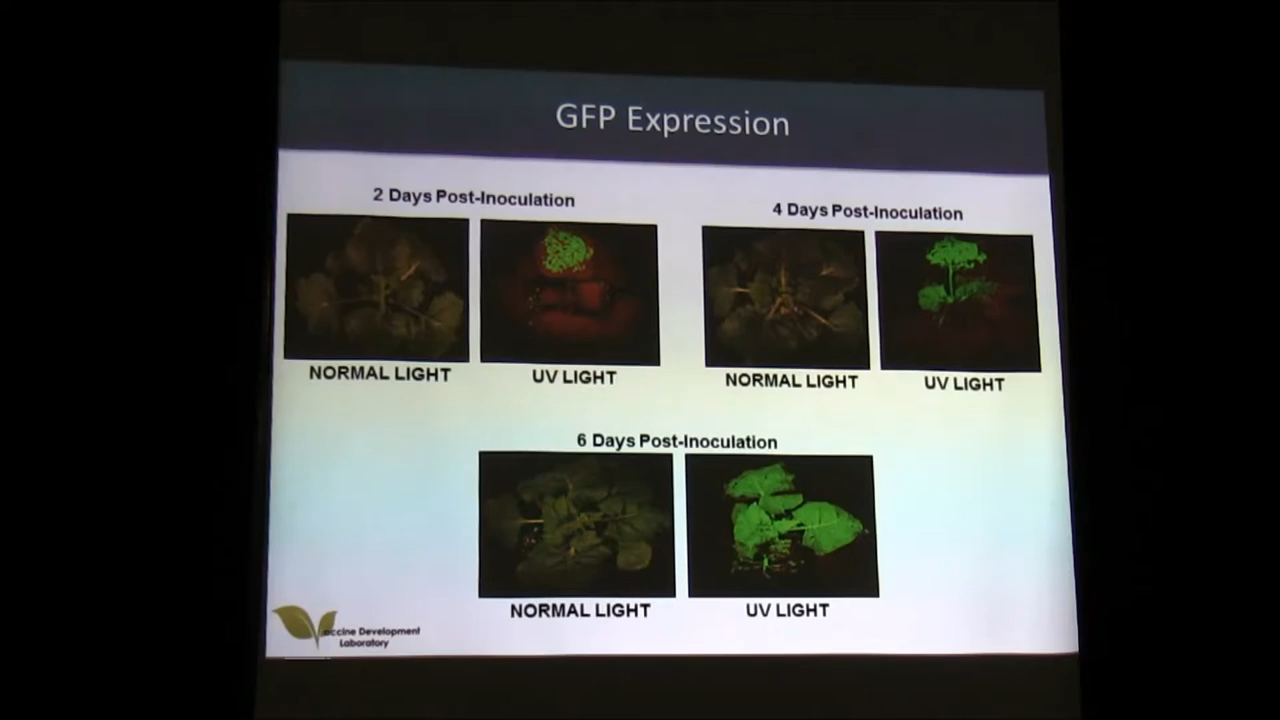 GFP Expression
2 Days Post-Inoculation
4 Days Post-Inoculation
NORMAL LIGHT
UV LIGHT
NORMAL LIGHT
UV LIGHT
6 Days Post-Inoculation
NORMAL LIGHT
UV LIGHT
Vaccine Development
Laboratory